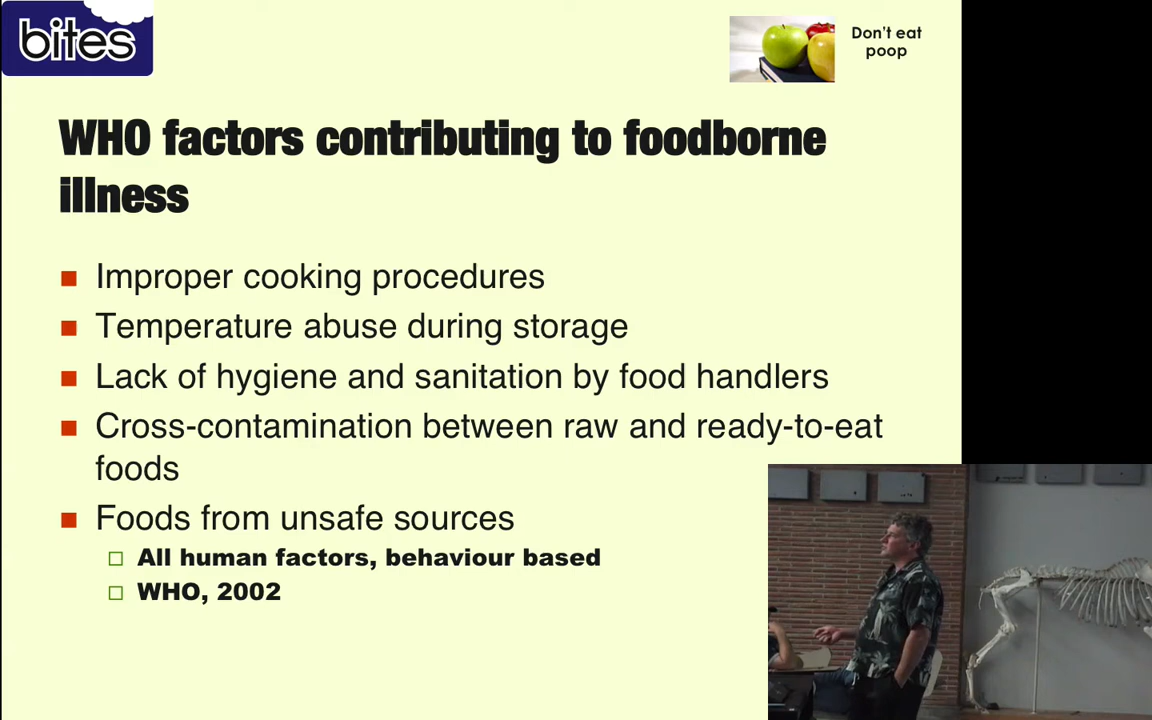 bites
Don't eat
poop
WHO factors contributing to foodborne
illness
Improper cooking procedures
Temperature abuse during storage
Lack of hygiene and sanitation by food handlers
Cross-contamination between raw and ready-to-eat
foods
Foods from unsafe sources
All human factors, behaviour based
WHO, 2002